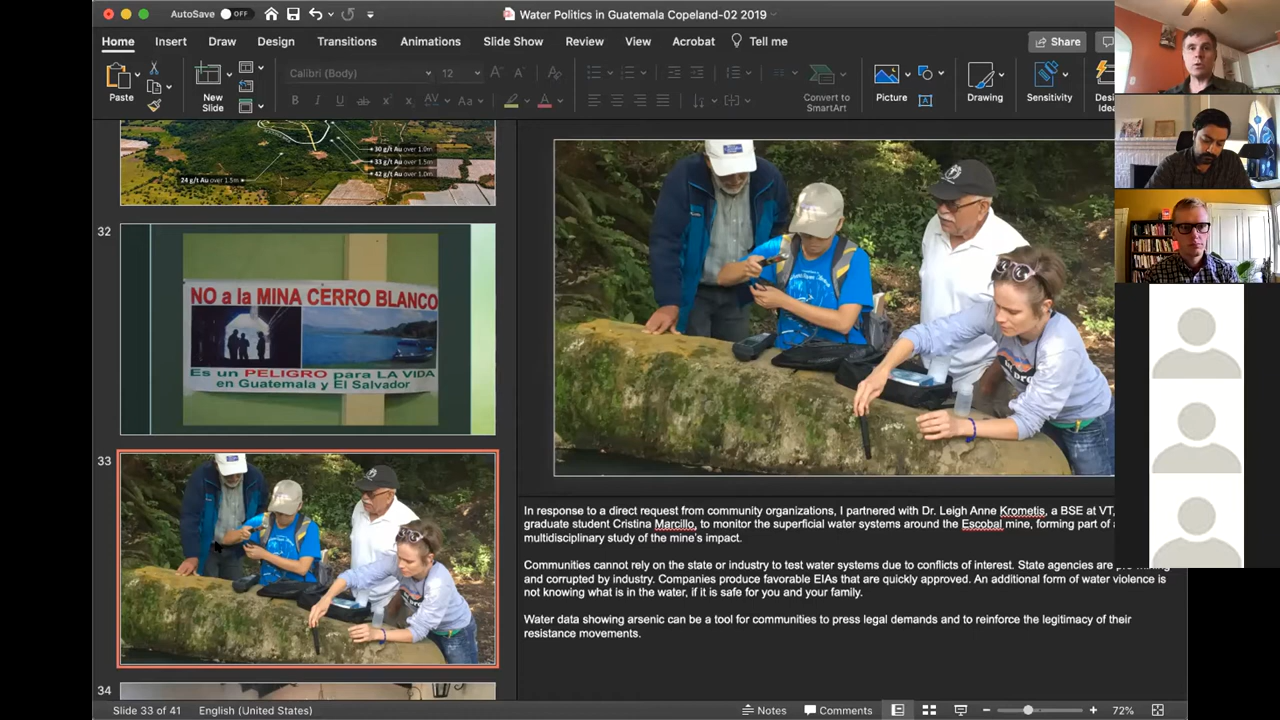 AutoSave OFF
Water Politics in Guatemala Copeland-02 2019
Home Insert Draw Design Transitions Animations Slide Show Review View Acrobat Tell me
Share
Paste
New
Slide
Calibri (Body) 12
B I U ab x x AV Aa
Convert to
SmartArt
Picture
Drawing
Sensitivity
30 g/t Au over 1.0m
33 g/t Au over 1.5m
42 g/t Au over 1.0m
24 g/t Au over 1.5m
32
NO a la MINA CERRO BLANCO
Es un PELIGRO para LA VIDA
en Guatemala y El Salvador
33
34
In response to a direct request from community organizations, I partnered with Dr. Leigh Anne Krometis, a BSE at VT,
graduate student Cristina Marcillo, to monitor the superficial water systems around the Escobal mine, forming part of a
multidisciplinary study of the mine's impact.
Communities cannot rely on the state or industry to test water systems due to conflicts of interest. State agencies are
and corrupted by industry. Companies produce favorable EIAs that are quickly approved. An additional form of water violence is
not knowing what is in the water, if it is safe for you and your family.
Water data showing arsenic can be a tool for communities to press legal demands and to reinforce the legitimacy of their
resistance movements.
Slide 33 of 41 English (United States)
Notes Comments 72%